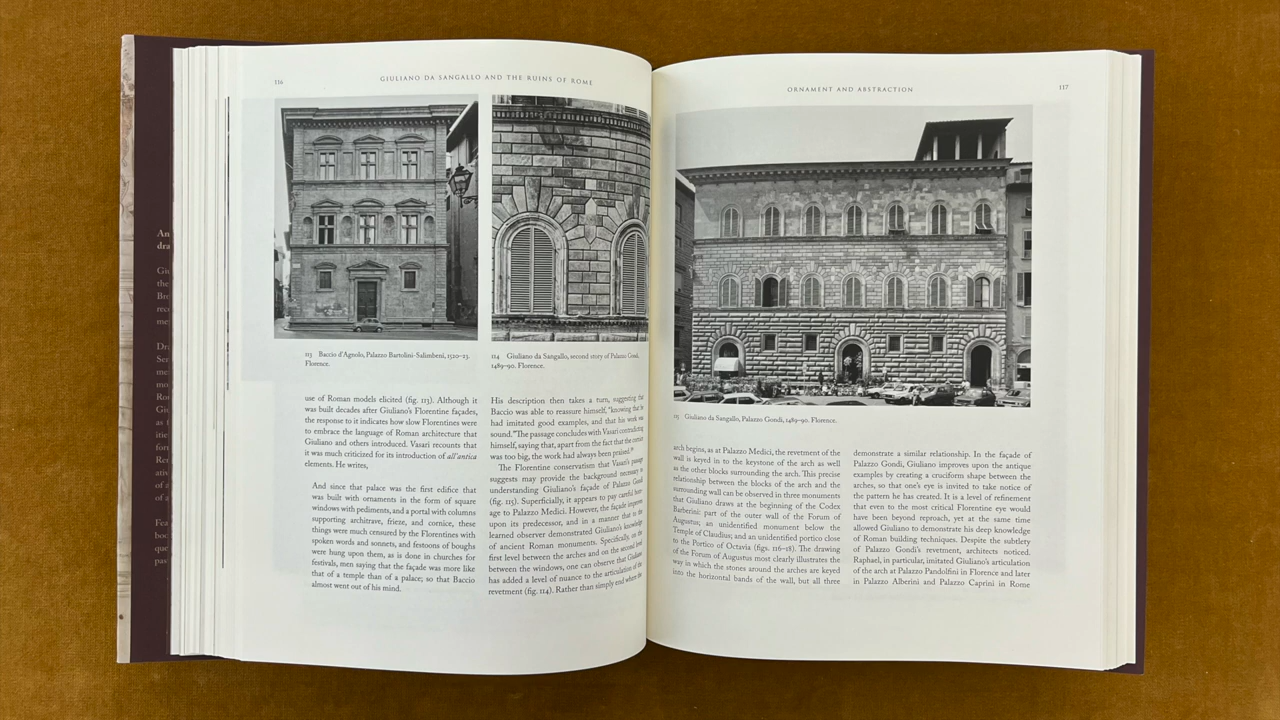 An
dra
Giu
the
Bro
reco
me
Dra
Ser
me
mo
Ro
Giu
as
itie
for
Re
ativ
of a
of a
Fea
boo
que
pas
116
GIULIANO DA SANGALLO AND THE RUINS OF ROME
113 Baccio d'Agnolo, Palazzo Bartolini-Salimbeni, 1520–23.
Florence.
114 Giuliano da Sangallo, second story of Palazzo Gondi,
1489–90. Florence.
use of Roman models elicited (fig. 113). Although it
was built decades after Giuliano's Florentine façades,
the response to it indicates how slow Florentines were
to embrace the language of Roman architecture that
Giuliano and others introduced. Vasari recounts that
it was much criticized for its introduction of all'antica
elements. He writes,
And since that palace was the first edifice that
was built with ornaments in the form of square
windows with pediments, and a portal with columns
supporting architrave, frieze, and cornice, these
things were much censured by the Florentines with
spoken words and sonnets, and festoons of boughs
were hung upon them, as is done in churches for
festivals, men saying that the façade was more like
that of a temple than of a palace; so that Baccio
almost went out of his mind.
His description then takes a turn, suggesting that
Baccio was able to reassure himself, "knowing that he
had imitated good examples, and that his work was
sound." The passage concludes with Vasari contradicting
himself, saying that, apart from the fact that the cornice
was too big, the work had always been praised.
The Florentine conservatism that Vasari's passage
suggests may provide the background necessary to
understanding Giuliano's façade of Palazzo Gondi
(fig. 115). Superficially, it appears to pay careful homage
to Palazzo Medici. However, the façade improves
upon its predecessor, and in a manner that to the
learned observer demonstrated Giuliano's knowledge
of ancient Roman monuments. Specifically, on the
first level between the arches and on the second level
between the windows, one can observe that Giuliano
has added a level of nuance to the articulation of the
revetment (fig. 114). Rather than simply end where the
ORNAMENT AND ABSTRACTION
117
115 Giuliano da Sangallo, Palazzo Gondi, 1489–90. Florence.
arch begins, as at Palazzo Medici, the revetment of the
wall is keyed in to the keystone of the arch as well
as the other blocks surrounding the arch. This precise
relationship between the blocks of the arch and the
surrounding wall can be observed in three monuments
that Giuliano draws at the beginning of the Codex
Barberini: part of the outer wall of the Forum of
Augustus; an unidentified monument below the
Temple of Claudius; and an unidentified portico close
to the Portico of Octavia (figs. 116–18). The drawing
of the Forum of Augustus most clearly illustrates the
way in which the stones around the arches are keyed
into the horizontal bands of the wall, but all three
demonstrate a similar relationship. In the façade of
Palazzo Gondi, Giuliano improves upon the antique
examples by creating a cruciform shape between the
arches, so that one's eye is invited to take notice of
the pattern he has created. It is a level of refinement
that even to the most critical Florentine eye would
have been beyond reproach, yet at the same time
allowed Giuliano to demonstrate his deep knowledge
of Roman building techniques. Despite the subtlety
of Palazzo Gondi's revetment, architects noticed.
Raphael, in particular, imitated Giuliano's articulation
of the arch at Palazzo Pandolfini in Florence and later
in Palazzo Alberini and Palazzo Caprini in Rome